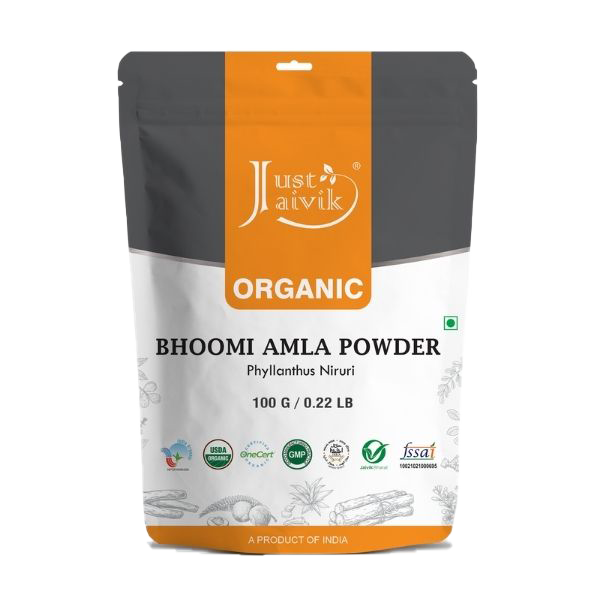 Just
Jaivik®
ORGANIC
BHOOMI AMLA POWDER
Phyllanthus Niruri
100 G / 0.22 LB
USDA
ORGANIC
OneCert
GMP
JAIVIK Bharat
fssai
10021021000695
A PRODUCT OF INDIA